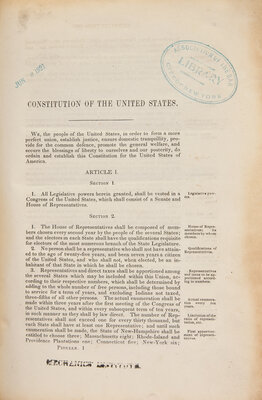 CONSTITUTION OF THE UNITED STATES.
WE, the people of the United States, in order to form a more
perfect union, establish justice, ensure domestic tranquillity, pro-
vide for the common defence, promote the general welfare, and
secure the blessings of liberty to ourselves and our posterity, do
ordain and establish this Constitution for the United States of
America.
ARTICLE I.
SECTION 1.
1. All Legislative powers herein granted, shall be vested in a
Congress of the United States, which shall consist of a Senate and
House of Representatives.
SECTION 2.
1. The House of Representatives shall be composed of mem-
bers chosen every second year by the people of the several States;
and the electors in each State shall have the qualifications requisite
for electors of the most numerous branch of the State Legislature.
2. No person shall be a representative who shall not have attain-
ed to the age of twenty-five years, and been seven years a citizen
of the United States, and who shall not, when elected, be an in-
habitant of that State in which he shall be chosen.
Qualifications of
Representatives.
3. Representatives and direct taxes shall be apportioned among
the several States which may be included within this Union, ac-
cording to their respective numbers, which shall be determined by
adding to the whole number of free persons, including those bound
to service for a term of years, and excluding Indians not taxed,
three-fifths of all other persons. The actual enumeration shall be
made within three years after the first meeting of the Congress of
the United States, and within every subsequent term of ten years,
in such manner as they shall by law direct. The number of Rep-
resentatives shall not exceed one for every thirty thousand, but
each State shall have at least one Representative; and until such
enumeration shall be made, the State of New-Hampshire shall be
entitled to choose three; Massachusetts eight; Rhode-Island and
Providence Plantations one; Connecticut five; New-York six;
LIBRARY
NEW YORK